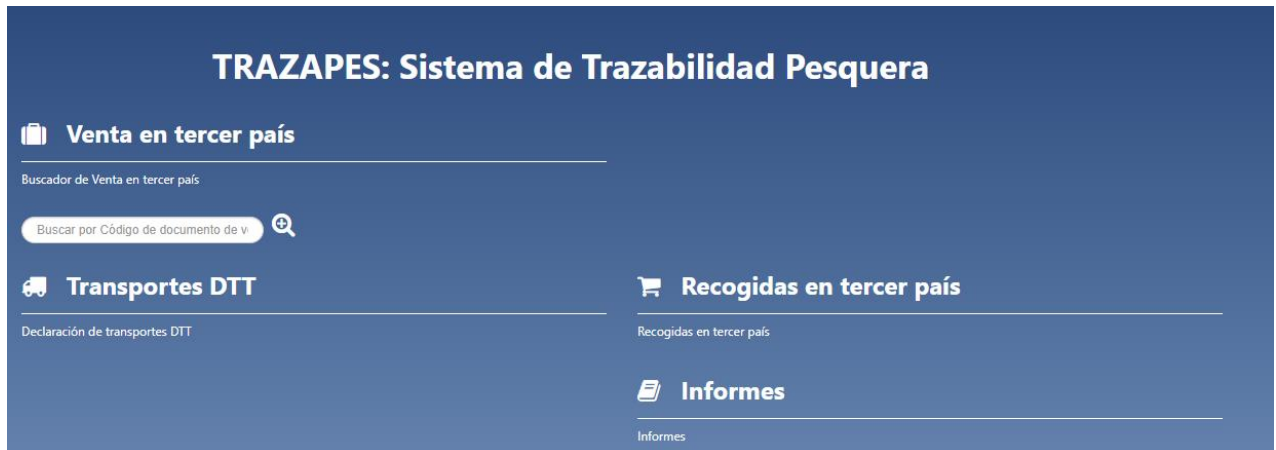 TRAZAPES: Sistema de Trazabilidad Pesquera
Venta en tercer país
Buscador de Venta en tercer país
Buscar por Código de documento de v
Transportes DTT
Declaración de transportes DTT
Recogidas en tercer país
Recogidas en tercer país
Informes
Informes